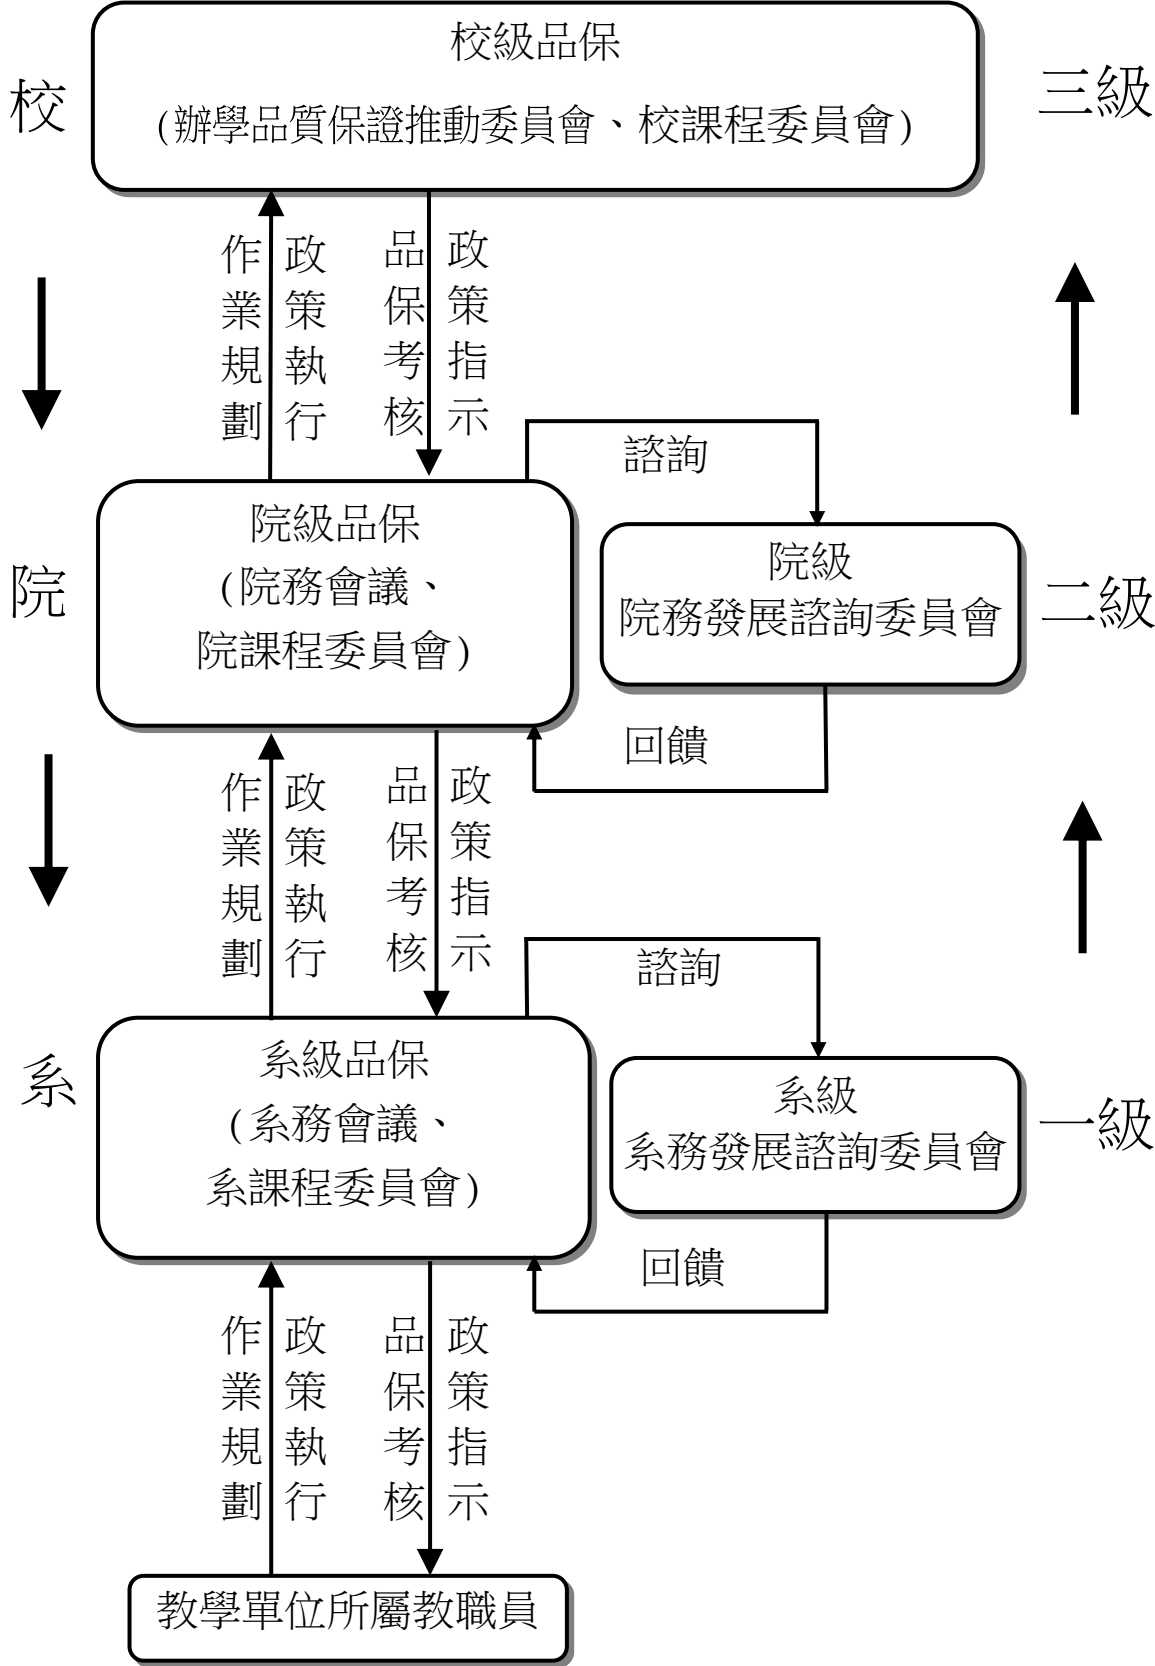 校級品保
(辦學品質保證推動委員會、校課程委員會)
校
三級
作業規劃
政策執行
品保考核
政策指示
諮詢
院級品保
(院務會議、
院課程委員會)
院
院級
院務發展諮詢委員會
二級
回饋
作業規劃
政策執行
品保考核
政策指示
諮詢
系級品保
(系務會議、
系課程委員會)
系
系級
系務發展諮詢委員會
一級
回饋
作業規劃
政策執行
品保考核
政策指示
教學單位所屬教職員